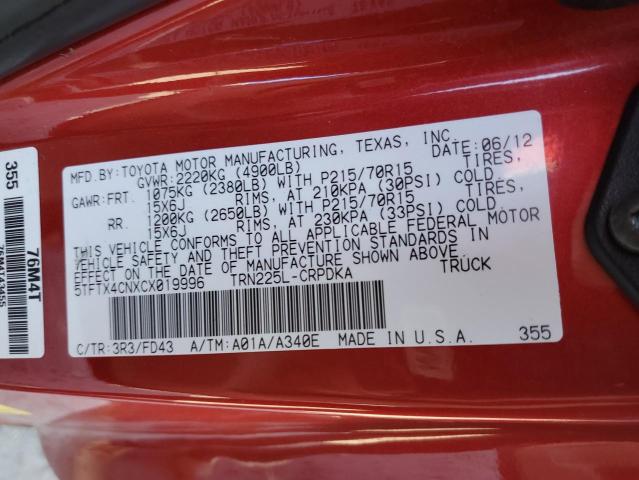 MFD.BY:TOYOTA MOTOR MANUFACTURING, TEXAS, INC. DATE: 06/12
GVWR:2220KG (4900LB)
GAWR:FRT. 1075KG (2380LB) WITH P215/70R15 TIRES,
15X6J RIMS, AT 210KPA (30PSI) COLD
RR. 1200KG (2650LB) WITH P215/70R15 TIRES,
15X6J RIMS, AT 230KPA (33PSI) COLD
THIS VEHICLE CONFORMS TO ALL APPLICABLE FEDERAL MOTOR
VEHICLE SAFETY AND THEFT PREVENTION STANDARDS IN
EFFECT ON THE DATE OF MANUFACTURE SHOWN ABOVE.
5TFTX4CNXCX019996 TRN225L-CRPDKA TRUCK
C/TR:3R3/FD43 A/TM:A01A/A340E MADE IN U.S.A. 355
355
76M4T